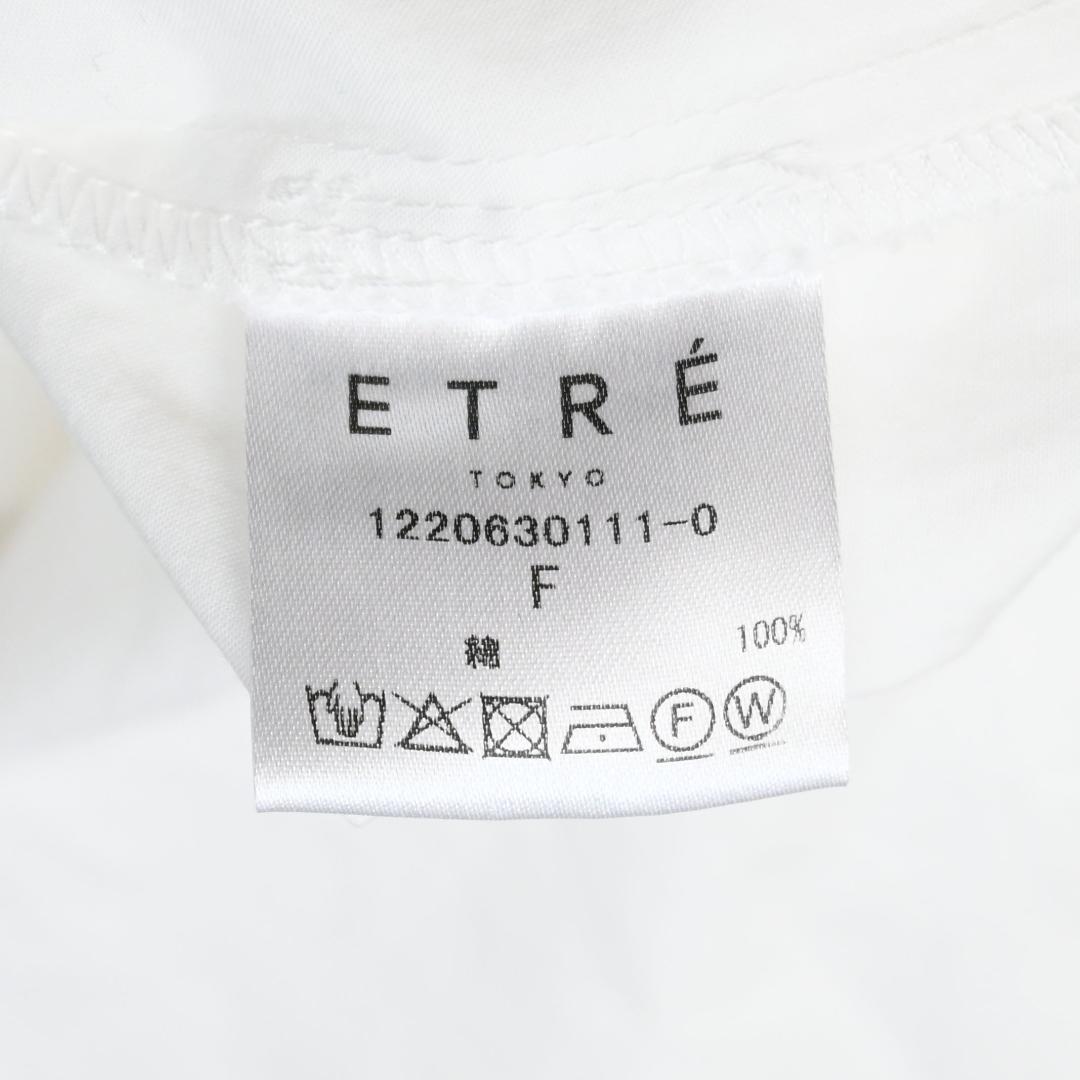 ETRÉ
TOKYO
1220630111-0
F
綿 100%
F W